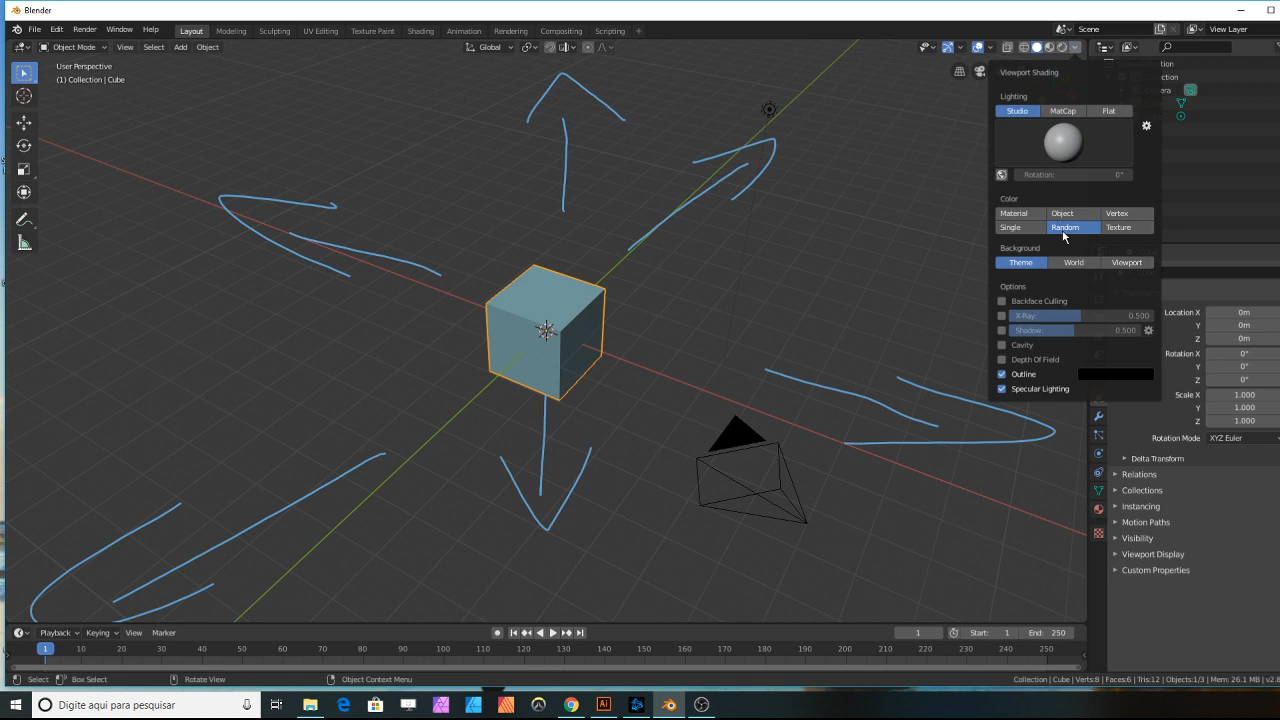 Blender
File Edit Render Window Help Layout Modeling Sculpting UV Editing Texture Paint Shading Animation Rendering Compositing Scripting + Scene View Layer
Object Mode View Select Add Object Global
User Perspective
(1) Collection | Cube
Viewport Shading
Lighting
Studio MatCap Flat
Rotation: 0°
Color
Material Object Vertex
Single Random Texture
Background
Theme World Viewport
Options
Backface Culling
X-Ray: 0.500
Shadow: 0.500
Cavity
Depth Of Field
Outline
Specular Lighting
Location X 0m
Y 0m
Z 0m
Rotation X 0°
Y 0°
Z 0°
Scale X 1.000
Y 1.000
Z 1.000
Rotation Mode XYZ Euler
Delta Transform
Relations
Collections
Instancing
Motion Paths
Visibility
Viewport Display
Custom Properties
Playback Keying View Marker 1 Start: 1 End: 250
1 10 20 30 40 50 60 70 80 90 100 110 120 130 140 150 160 170 180 190 200 210 220 230 240 250
Select Box Select Rotate View Object Context Menu Collection | Cube | Verts:8 | Faces:6 | Tris:12 | Objects:1/3 | Mem: 26.1 MB | v2.8
Digite aqui para pesquisar